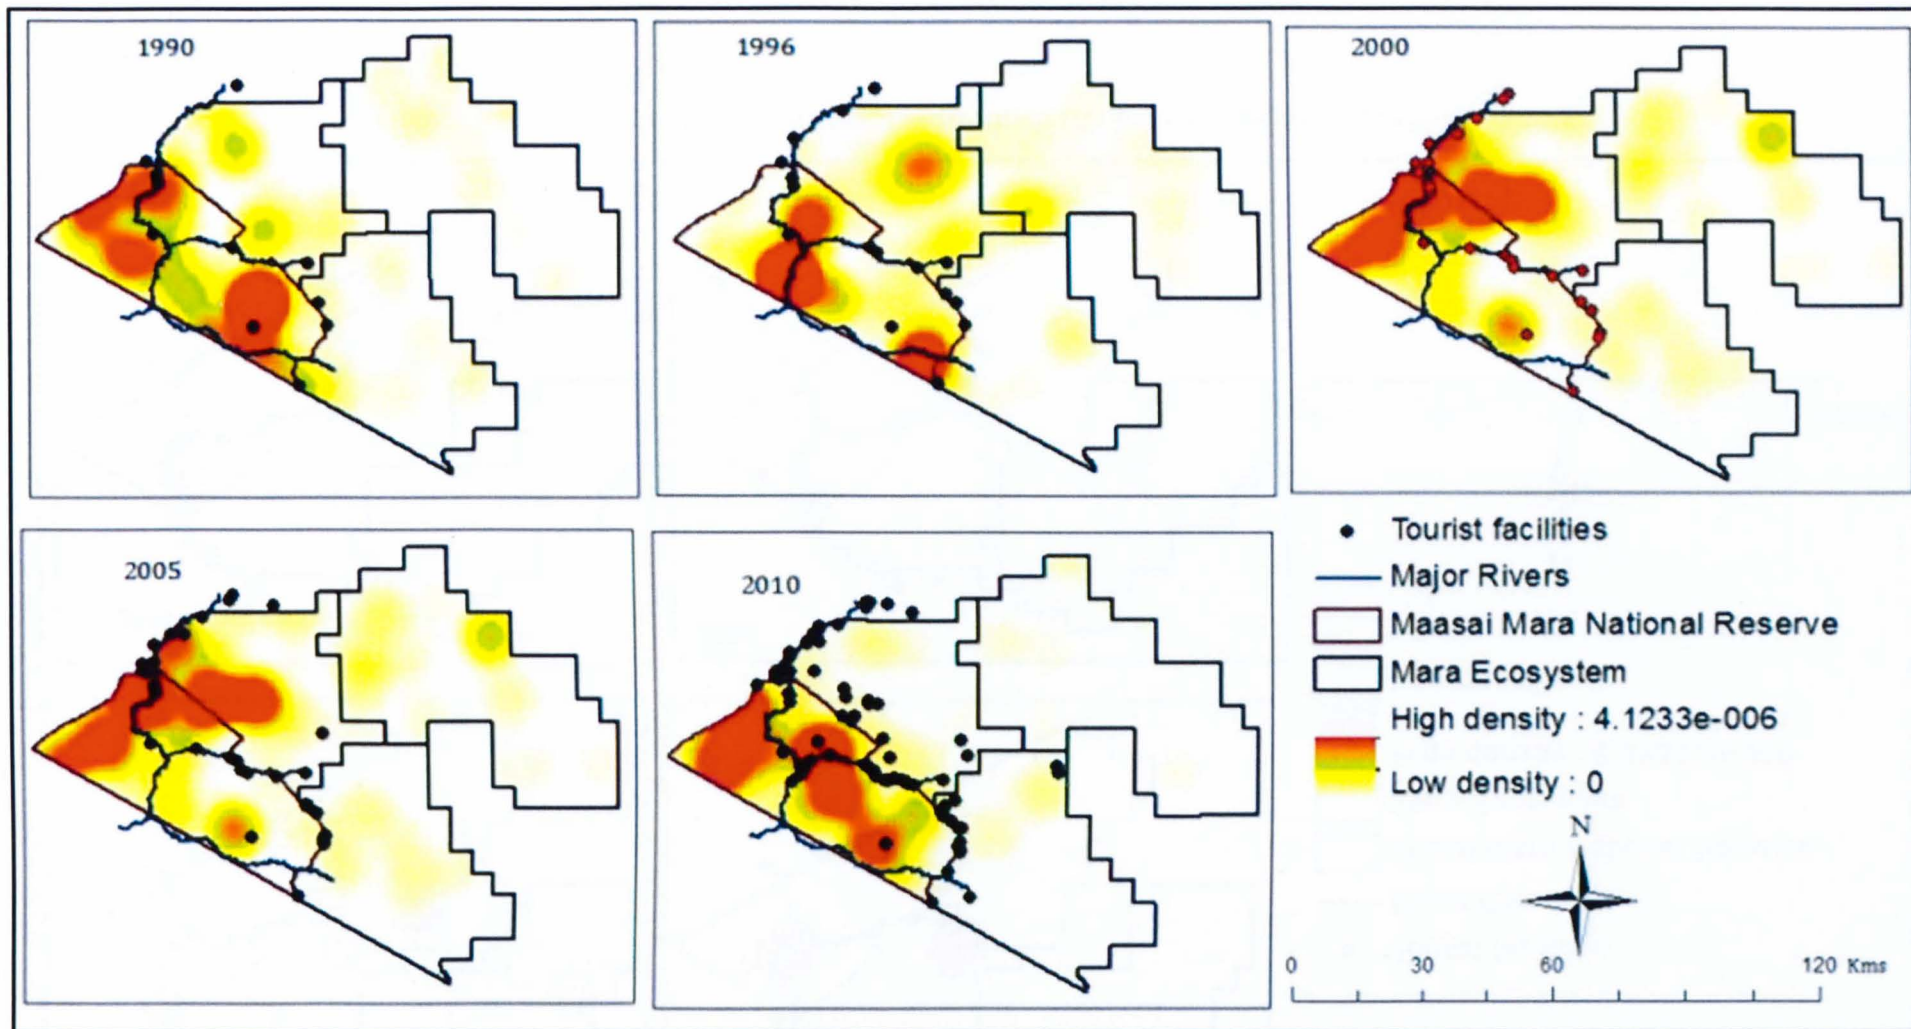 1990
1996
2000
2005
2010
Tourist facilities
Major Rivers
Maasai Mara National Reserve
Mara Ecosystem
High density : 4.1233e-006
Low density : 0
N
0 30 60 120 Kms